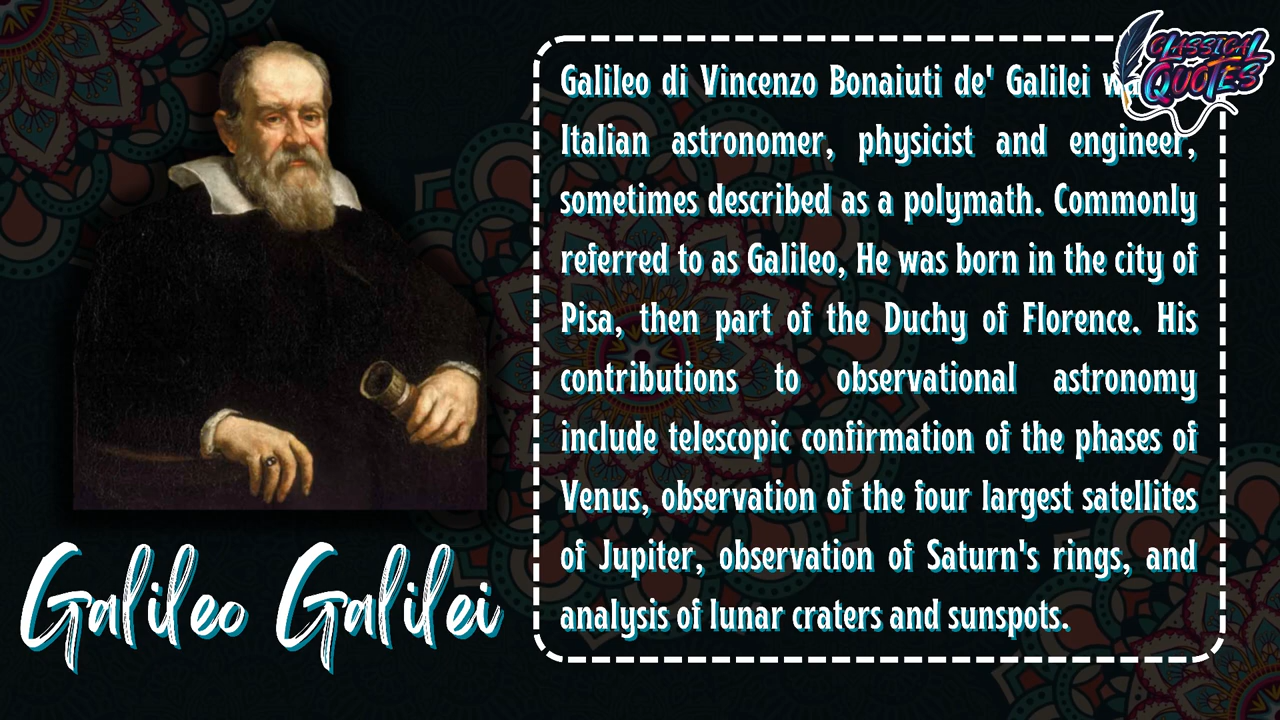 CLASSICAL
QUOTES
Galileo di Vincenzo Bonaiuti de' Galilei
Italian astronomer, physicist and engineer,
sometimes described as a polymath. Commonly
referred to as Galileo, He was born in the city of
Pisa, then part of the Duchy of Florence. His
contributions to observational astronomy
include telescopic confirmation of the phases of
Venus, observation of the four largest satellites
of Jupiter, observation of Saturn's rings, and
analysis of lunar craters and sunspots.
Galileo Galilei